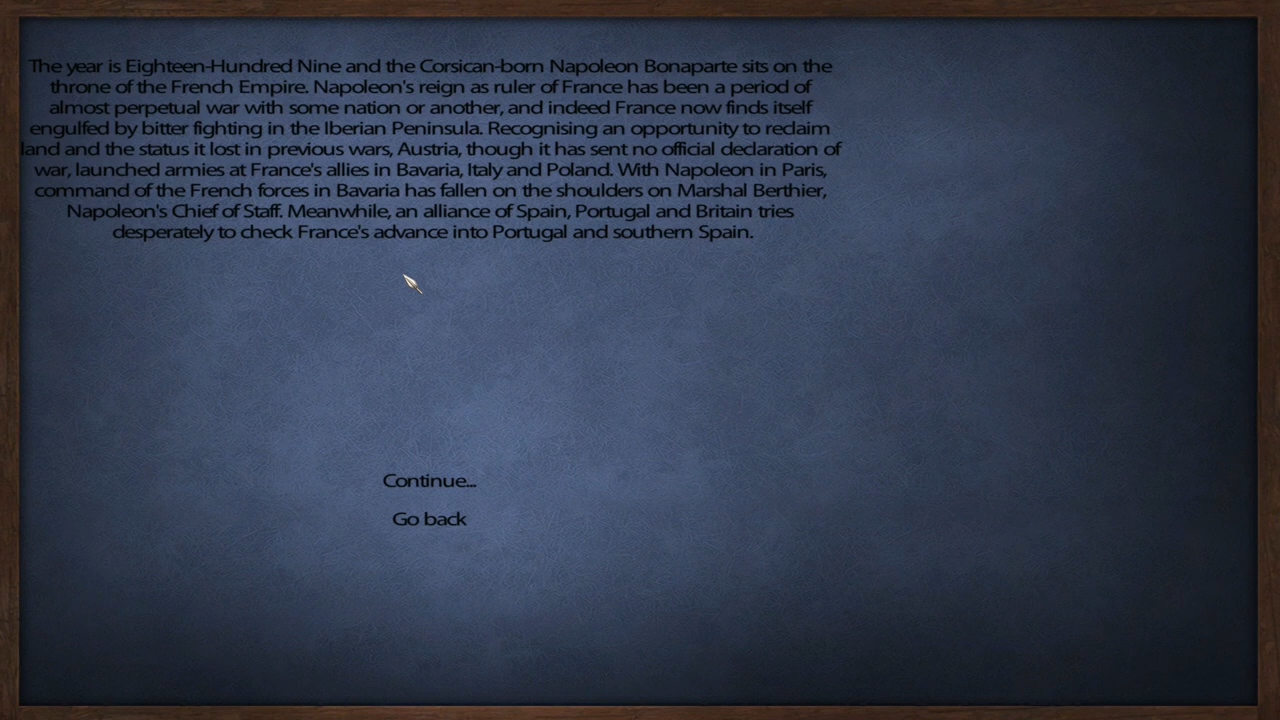 The year is Eighteen-Hundred Nine and the Corsican-born Napoleon Bonaparte sits on the
throne of the French Empire. Napoleon's reign as ruler of France has been a period of
almost perpetual war with some nation or another, and indeed France now finds itself
engulfed by bitter fighting in the Iberian Peninsula. Recognising an opportunity to reclaim
land and the status it lost in previous wars, Austria, though it has sent no official declaration of
war, launched armies at France's allies in Bavaria, Italy and Poland. With Napoleon in Paris,
command of the French forces in Bavaria has fallen on the shoulders on Marshal Berthier,
Napoleon's Chief of Staff. Meanwhile, an alliance of Spain, Portugal and Britain tries
desperately to check France's advance into Portugal and southern Spain.
Continue...
Go back